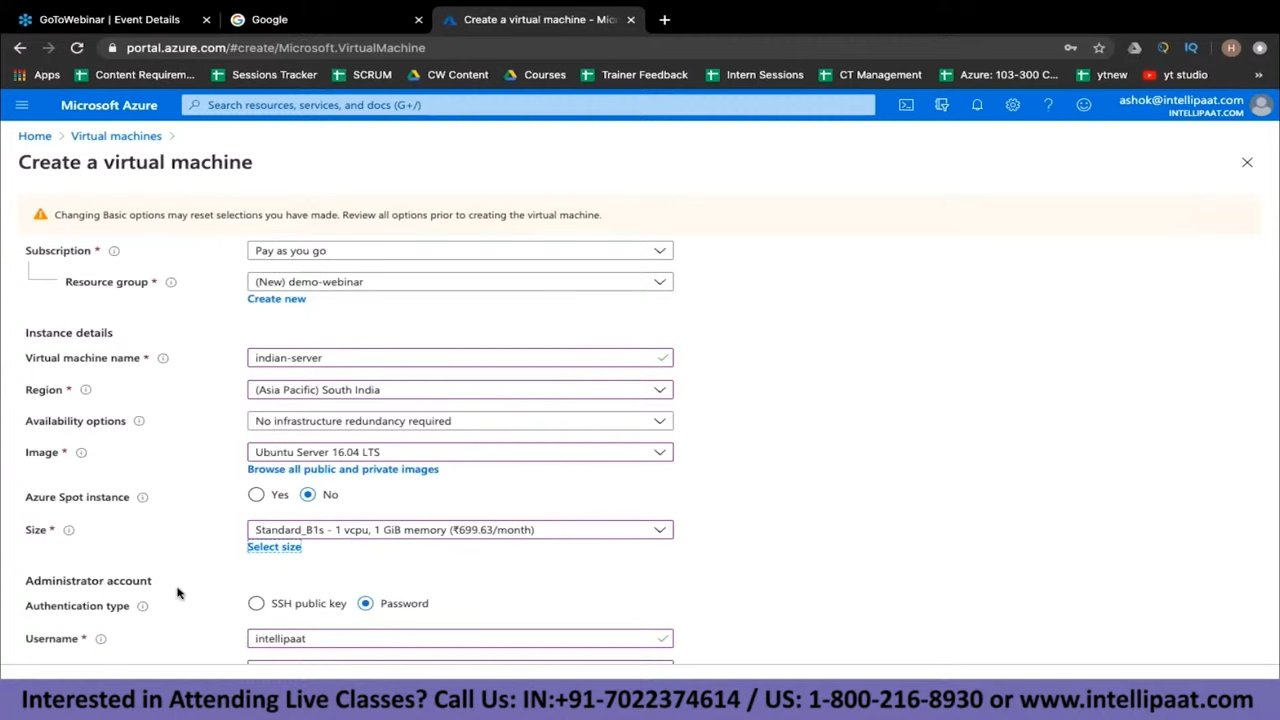 GoToWebinar | Event Details
Google
Create a virtual machine - Micr
portal.azure.com/#create/Microsoft.VirtualMachine
H
Apps
Content Requirem...
Sessions Tracker
SCRUM
CW Content
Courses
Trainer Feedback
Intern Sessions
CT Management
Azure: 103-300 C...
ytnew
yt studio
»
Microsoft Azure
Search resources, services, and docs (G+/)
ashok@intellipaat.com
INTELLIPAAT.COM
Home > Virtual machines >
Create a virtual machine
Changing Basic options may reset selections you have made. Review all options prior to creating the virtual machine.
Subscription *
Pay as you go
Resource group *
(New) demo-webinar
Create new
Instance details
Virtual machine name *
indian-server
Region *
(Asia Pacific) South India
Availability options
No infrastructure redundancy required
Image *
Ubuntu Server 16.04 LTS
Browse all public and private images
Azure Spot instance
Yes No
Size *
Standard_B1s - 1 vcpu, 1 GiB memory (₹699.63/month)
Select size
Administrator account
Authentication type
SSH public key Password
Username *
intellipaat
Interested in Attending Live Classes? Call Us: IN:+91-7022374614 / US: 1-800-216-8930 or www.intellipaat.com